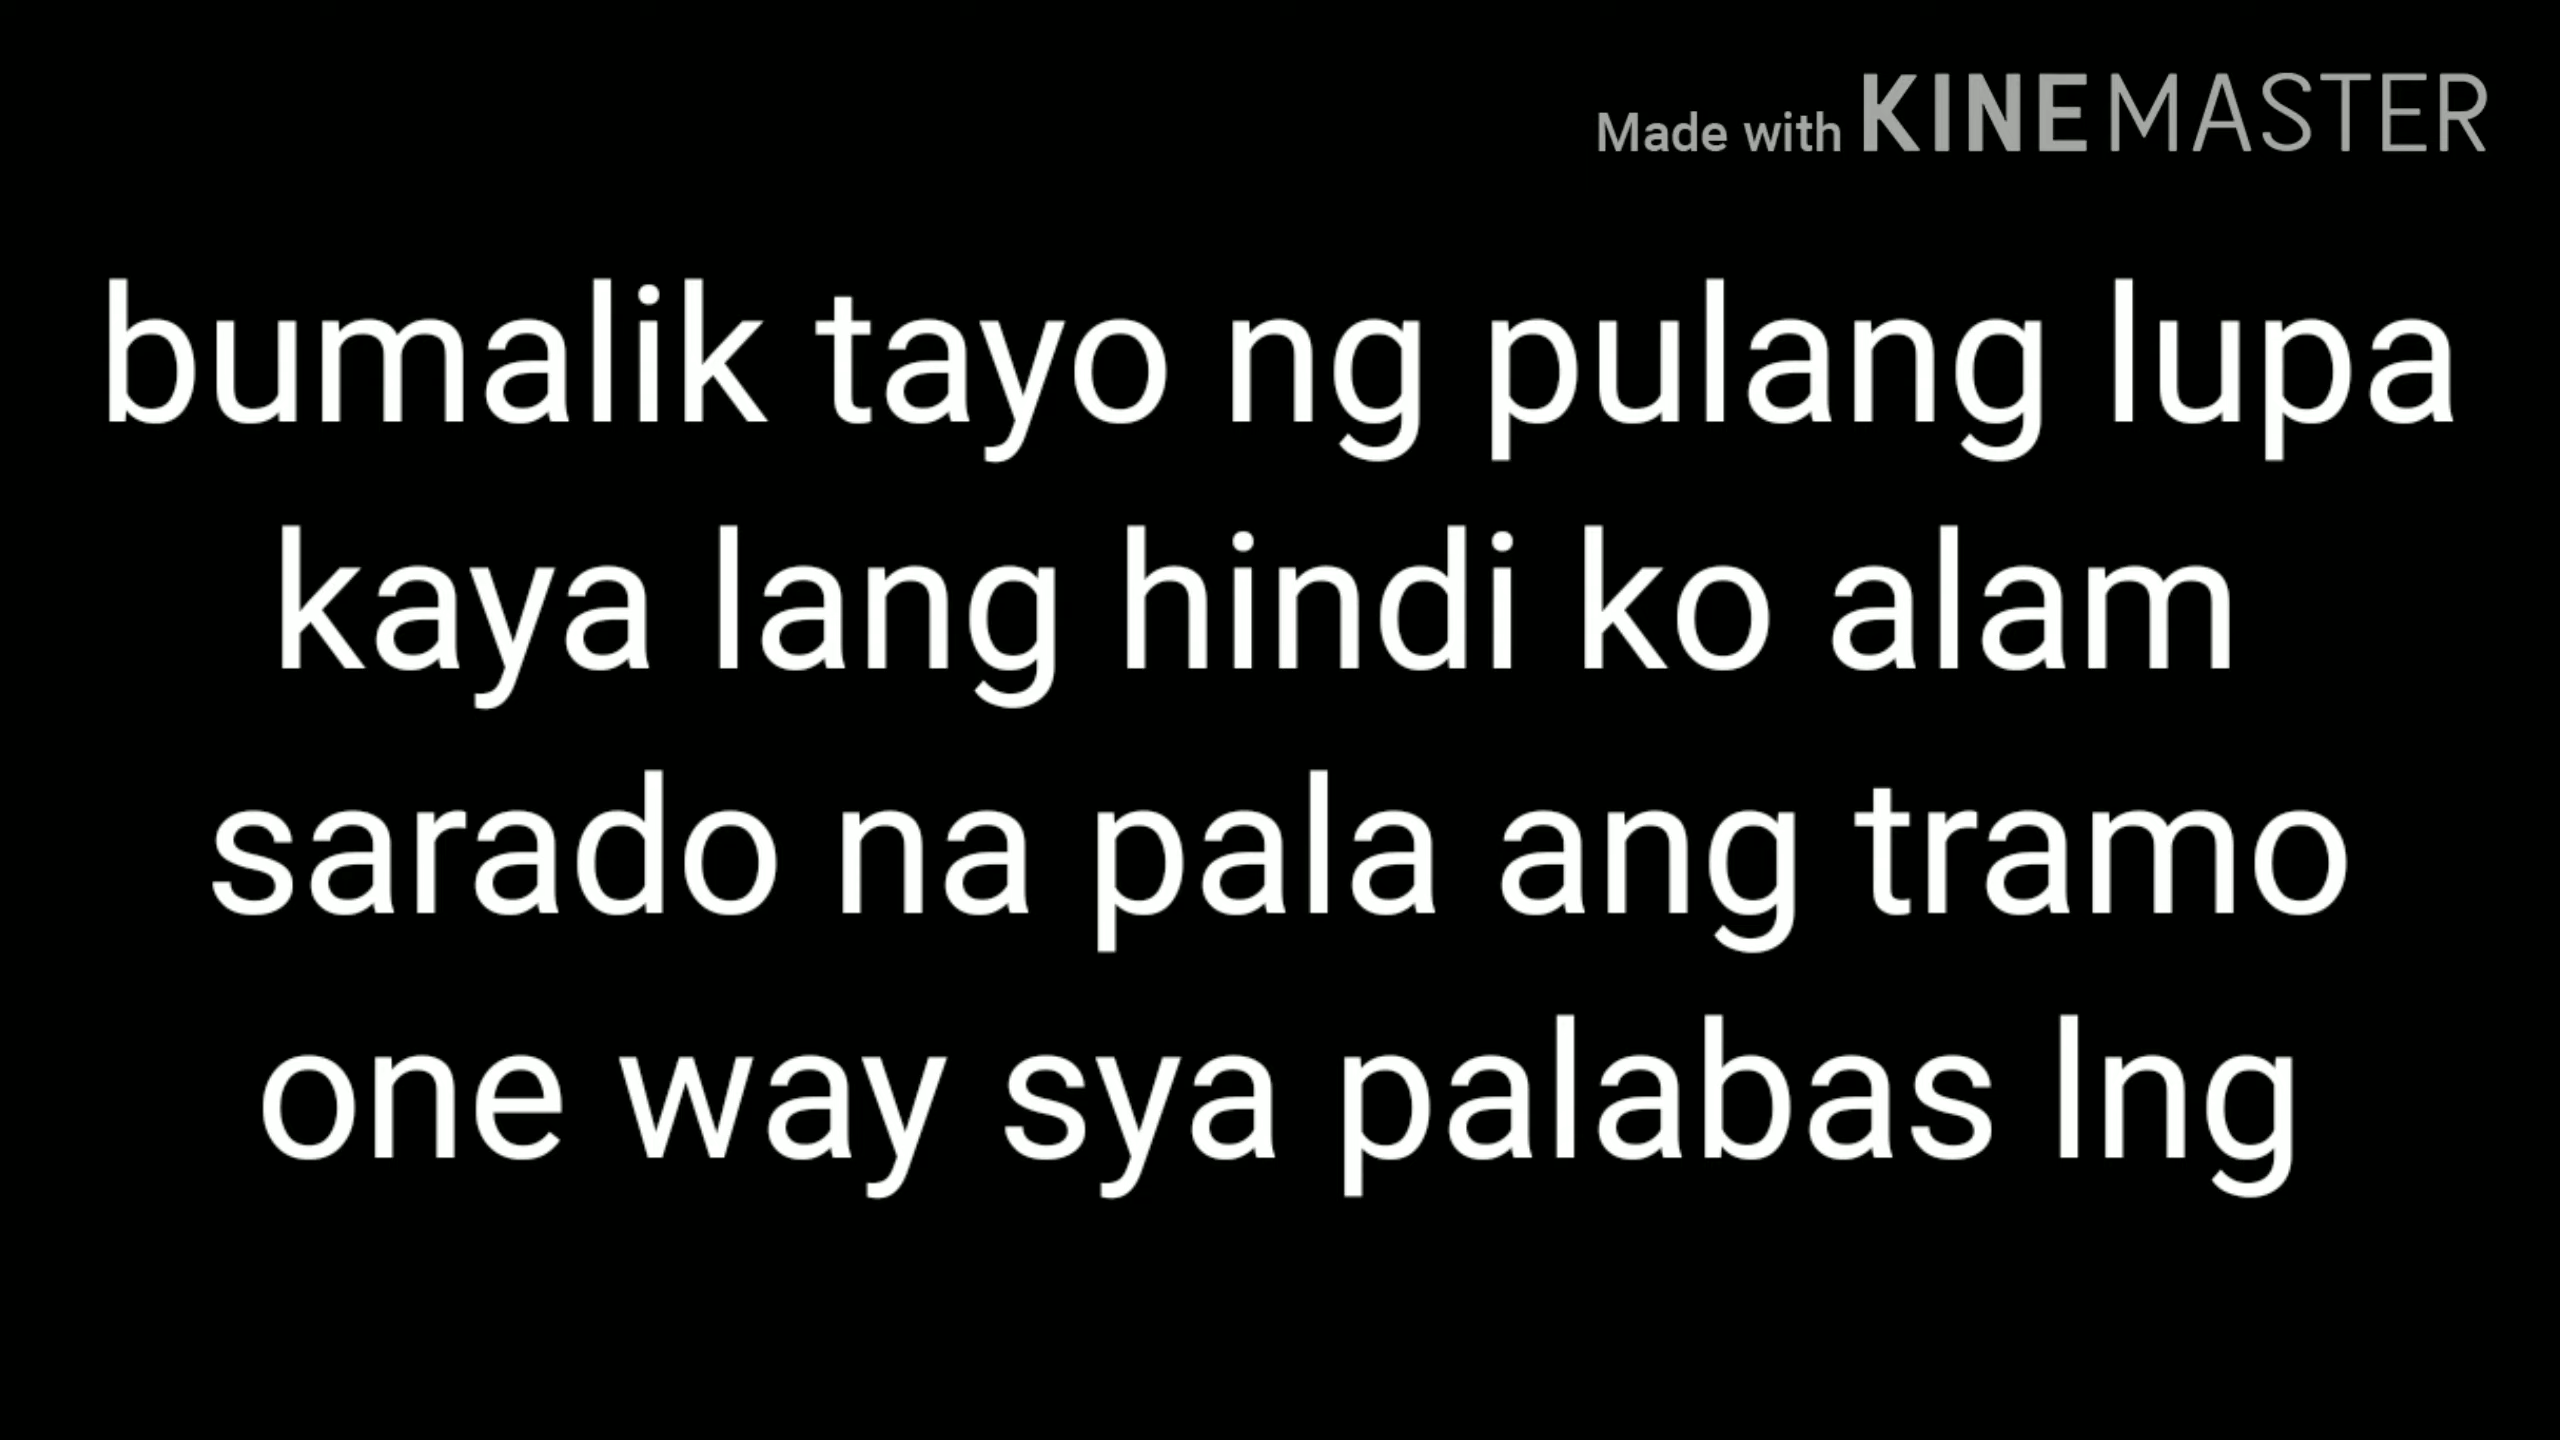 Made with KINEMASTER
bumalik tayo ng pulang lupa
kaya lang hindi ko alam
sarado na pala ang tramo
one way sya palabas lng